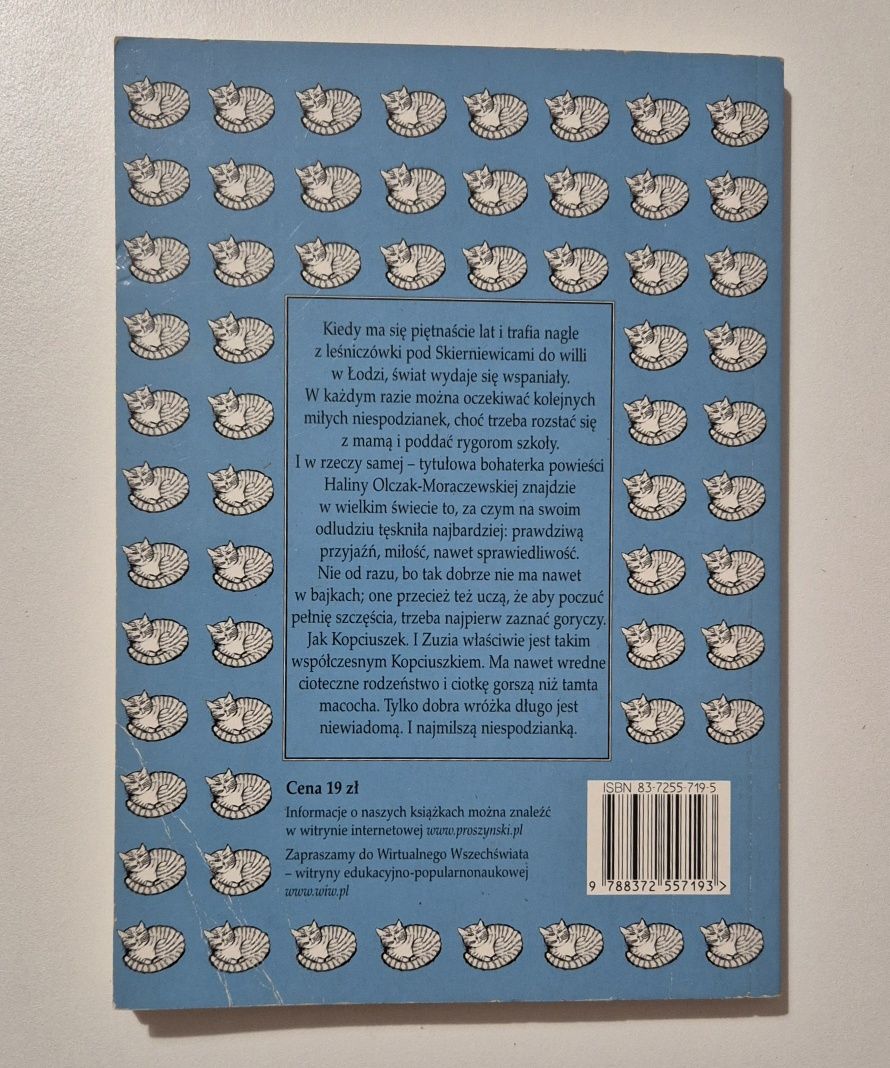 Kiedy ma się piętnaście lat i trafia nagle
z leśniczówki pod Skierniewicami do willi
w Łodzi, świat wydaje się wspaniały.
W każdym razie można oczekiwać kolejnych
miłych niespodzianek, choć trzeba rozstać się
z mamą i poddać rygorom szkoły.
I w rzeczy samej – tytułowa bohaterka powieści
Haliny Olczak-Moraczewskiej znajdzie
w wielkim świecie to, za czym na swoim
odludziu tęskniła najbardziej: prawdziwą
przyjaźń, miłość, nawet sprawiedliwość.
Nie od razu, bo tak dobrze nie ma nawet
w bajkach; one przecież też uczą, że aby poczuć
pełnię szczęścia, trzeba najpierw zaznać goryczy.
Jak Kopciuszek. I Zuzia właściwie jest takim
współczesnym Kopciuszkiem. Ma nawet wredne
cioteczne rodzeństwo i ciotkę gorszą niż tamta
macocha. Tylko dobra wróżka długo jest
niewiadomą. I najmilszą niespodzianką.
Cena 19 zł
Informacje o naszych książkach można znaleźć
w witrynie internetowej www.proszynski.pl
Zapraszamy do Wirtualnego Wszechświata
– witryny edukacyjno-popularnonaukowej
www.wiw.pl
ISBN 83-7255-719-5
9 788372 557193 >